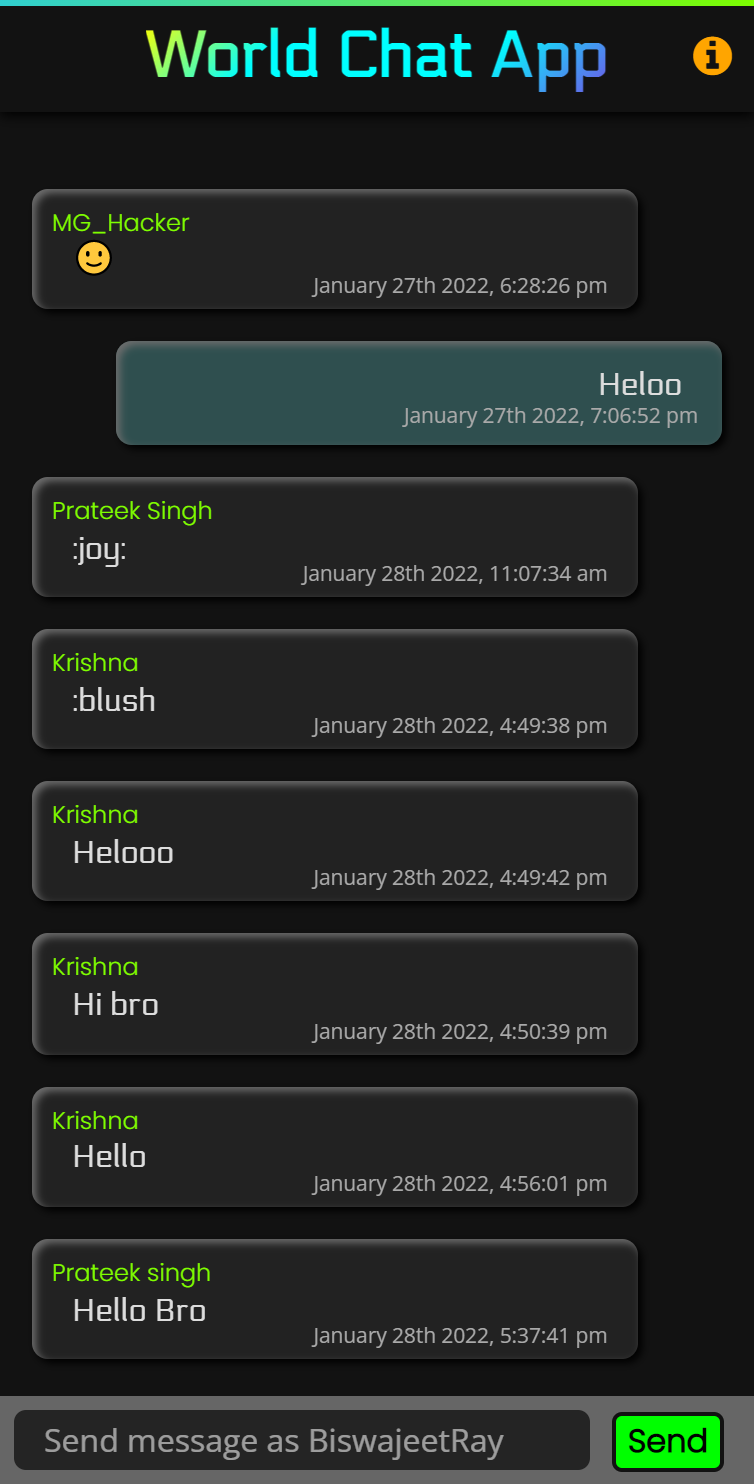 World Chat App
MG_Hacker
🙂
January 27th 2022, 6:28:26 pm
Heloo
January 27th 2022, 7:06:52 pm
Prateek Singh
:joy:
January 28th 2022, 11:07:34 am
Krishna
:blush
January 28th 2022, 4:49:38 pm
Krishna
Helooo
January 28th 2022, 4:49:42 pm
Krishna
Hi bro
January 28th 2022, 4:50:39 pm
Krishna
Hello
January 28th 2022, 4:56:01 pm
Prateek singh
Hello Bro
January 28th 2022, 5:37:41 pm
Send message as BiswajeetRay
Send